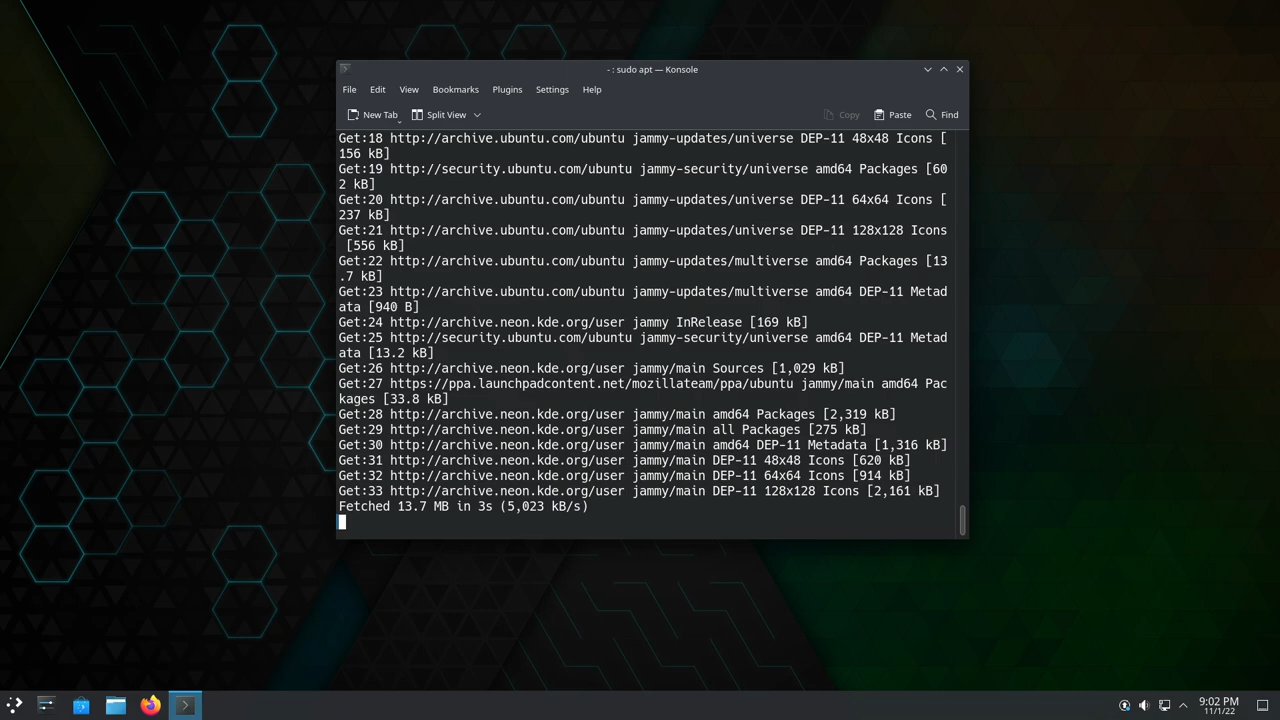 - : sudo apt — Konsole
File Edit View Bookmarks Plugins Settings Help
New Tab Split View Copy Paste Find
Get:18 http://archive.ubuntu.com/ubuntu jammy-updates/universe DEP-11 48x48 Icons [
156 kB]
Get:19 http://security.ubuntu.com/ubuntu jammy-security/universe amd64 Packages [60
2 kB]
Get:20 http://archive.ubuntu.com/ubuntu jammy-updates/universe DEP-11 64x64 Icons [
237 kB]
Get:21 http://archive.ubuntu.com/ubuntu jammy-updates/universe DEP-11 128x128 Icons
[556 kB]
Get:22 http://archive.ubuntu.com/ubuntu jammy-updates/multiverse amd64 Packages [13
.7 kB]
Get:23 http://archive.ubuntu.com/ubuntu jammy-updates/multiverse amd64 DEP-11 Metad
ata [940 B]
Get:24 http://archive.neon.kde.org/user jammy InRelease [169 kB]
Get:25 http://security.ubuntu.com/ubuntu jammy-security/universe amd64 DEP-11 Metad
ata [13.2 kB]
Get:26 http://archive.neon.kde.org/user jammy/main Sources [1,029 kB]
Get:27 https://ppa.launchpadcontent.net/mozillateam/ppa/ubuntu jammy/main amd64 Pac
kages [33.8 kB]
Get:28 http://archive.neon.kde.org/user jammy/main amd64 Packages [2,319 kB]
Get:29 http://archive.neon.kde.org/user jammy/main all Packages [275 kB]
Get:30 http://archive.neon.kde.org/user jammy/main amd64 DEP-11 Metadata [1,316 kB]
Get:31 http://archive.neon.kde.org/user jammy/main DEP-11 48x48 Icons [620 kB]
Get:32 http://archive.neon.kde.org/user jammy/main DEP-11 64x64 Icons [914 kB]
Get:33 http://archive.neon.kde.org/user jammy/main DEP-11 128x128 Icons [2,161 kB]
Fetched 13.7 MB in 3s (5,023 kB/s)
9:02 PM
11/1/22